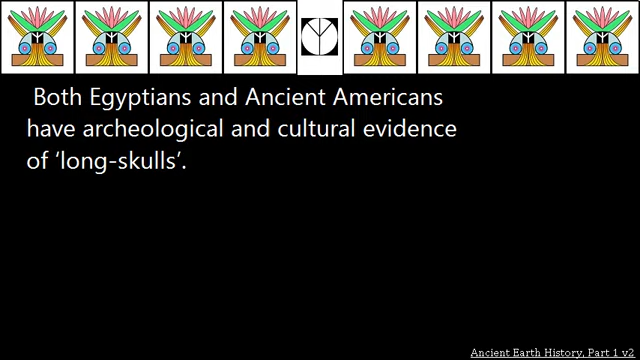 Both Egyptians and Ancient Americans
have archeological and cultural evidence
of ‘long-skulls’.
Ancient Earth History, Part 1 v2